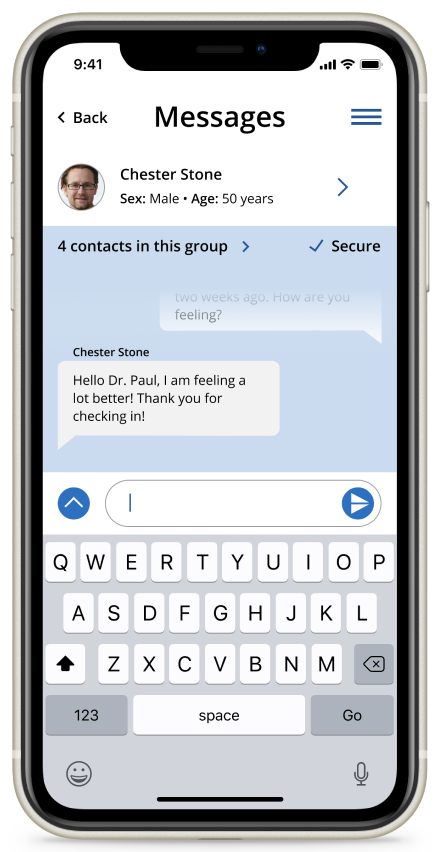 9:41
Back Messages
Chester Stone
Sex: Male • Age: 50 years
4 contacts in this group Secure
two weeks ago. How are you
feeling?
Chester Stone
Hello Dr. Paul, I am feeling a
lot better! Thank you for
checking in!
Q W E R T Y U I O P
A S D F G H J K L
Z X C V B N M
123 space Go